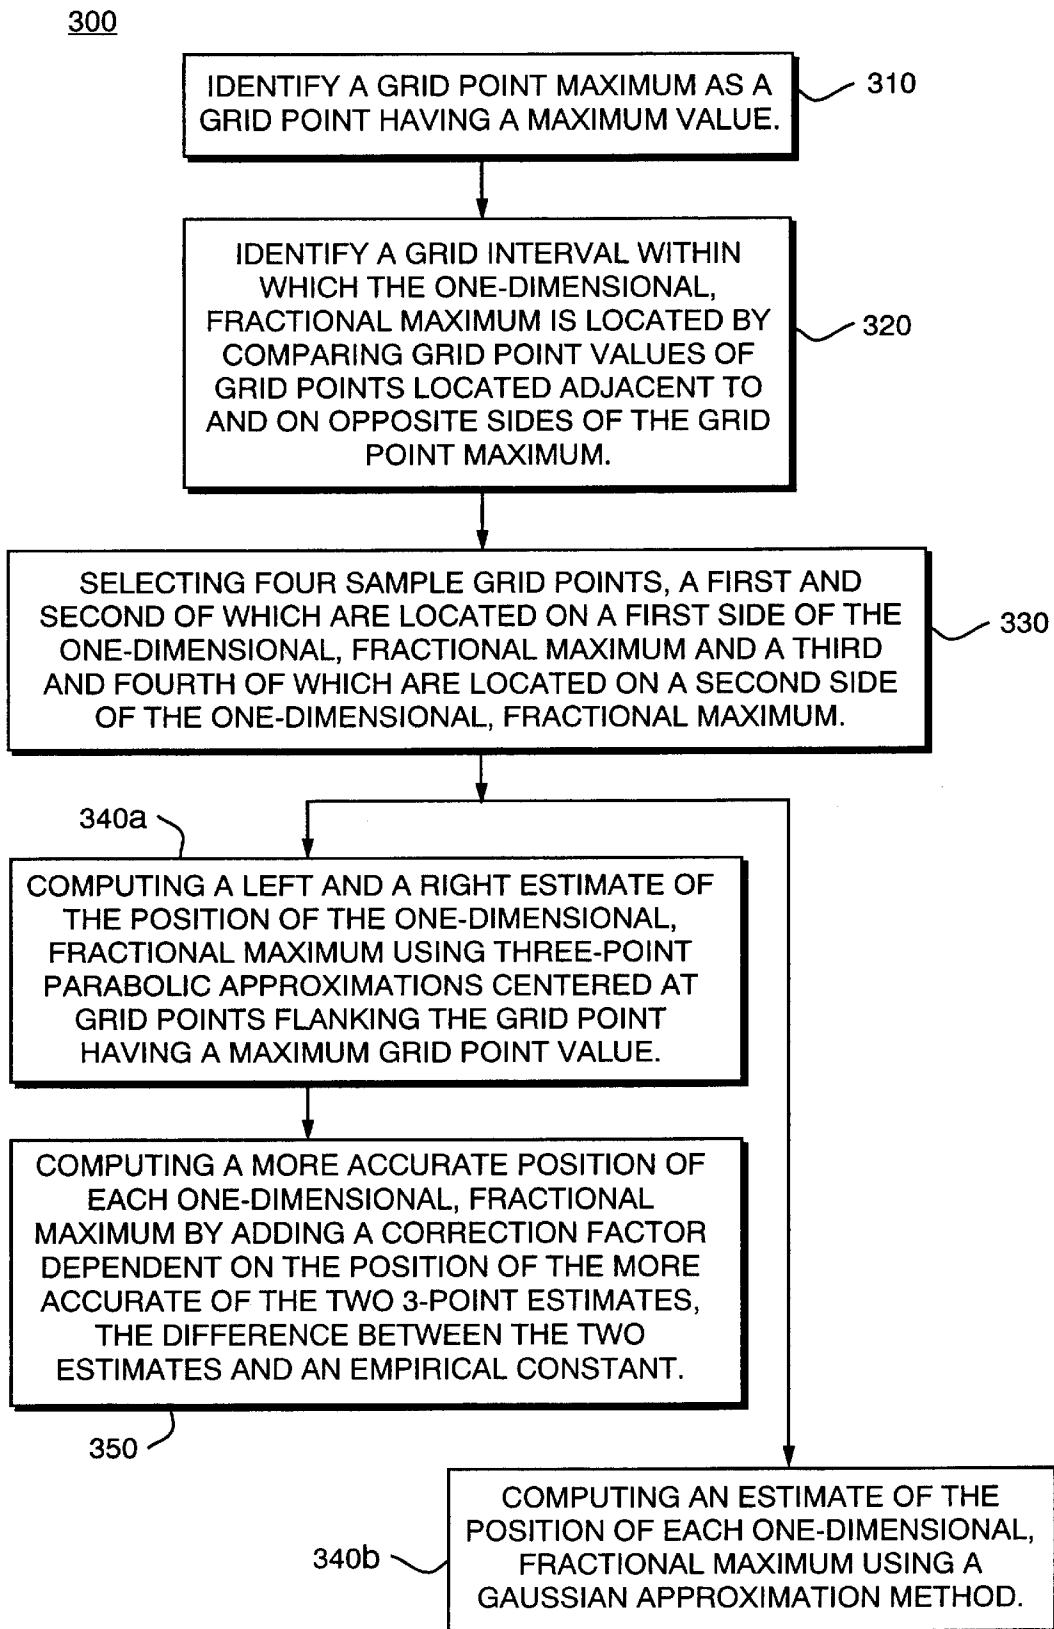 300
IDENTIFY A GRID POINT MAXIMUM AS A
GRID POINT HAVING A MAXIMUM VALUE.
310
IDENTIFY A GRID INTERVAL WITHIN
WHICH THE ONE-DIMENSIONAL,
FRACTIONAL MAXIMUM IS LOCATED BY
COMPARING GRID POINT VALUES OF
GRID POINTS LOCATED ADJACENT TO
AND ON OPPOSITE SIDES OF THE GRID
POINT MAXIMUM.
320
SELECTING FOUR SAMPLE GRID POINTS, A FIRST AND
SECOND OF WHICH ARE LOCATED ON A FIRST SIDE OF THE
ONE-DIMENSIONAL, FRACTIONAL MAXIMUM AND A THIRD
AND FOURTH OF WHICH ARE LOCATED ON A SECOND SIDE
OF THE ONE-DIMENSIONAL, FRACTIONAL MAXIMUM.
330
340a
COMPUTING A LEFT AND A RIGHT ESTIMATE OF
THE POSITION OF THE ONE-DIMENSIONAL,
FRACTIONAL MAXIMUM USING THREE-POINT
PARABOLIC APPROXIMATIONS CENTERED AT
GRID POINTS FLANKING THE GRID POINT
HAVING A MAXIMUM GRID POINT VALUE.
COMPUTING A MORE ACCURATE POSITION OF
EACH ONE-DIMENSIONAL, FRACTIONAL
MAXIMUM BY ADDING A CORRECTION FACTOR
DEPENDENT ON THE POSITION OF THE MORE
ACCURATE OF THE TWO 3-POINT ESTIMATES,
THE DIFFERENCE BETWEEN THE TWO
ESTIMATES AND AN EMPIRICAL CONSTANT.
350
340b
COMPUTING AN ESTIMATE OF THE
POSITION OF EACH ONE-DIMENSIONAL,
FRACTIONAL MAXIMUM USING A
GAUSSIAN APPROXIMATION METHOD.